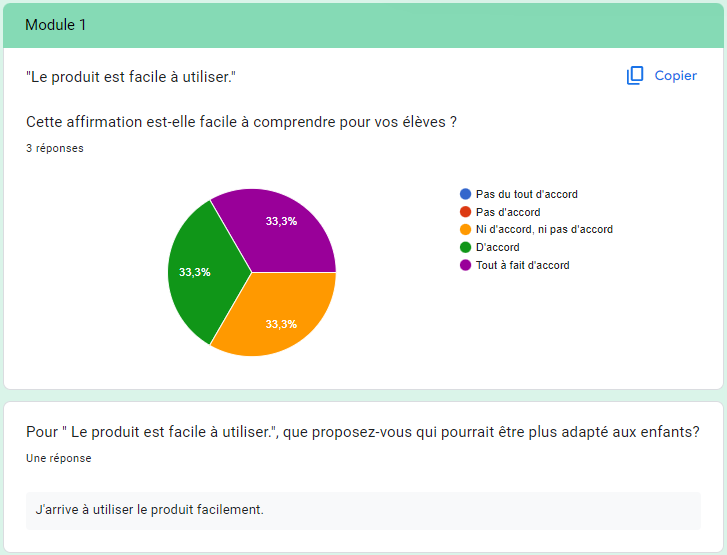 Module 1
"Le produit est facile à utiliser."
Copier
Cette affirmation est-elle facile à comprendre pour vos élèves ?
3 réponses
33,3%
33,3%
33,3%
Pas du tout d'accord
Pas d'accord
Ni d'accord, ni pas d'accord
D'accord
Tout à fait d'accord
Pour " Le produit est facile à utiliser.", que proposez-vous qui pourrait être plus adapté aux enfants?
Une réponse
J'arrive à utiliser le produit facilement.